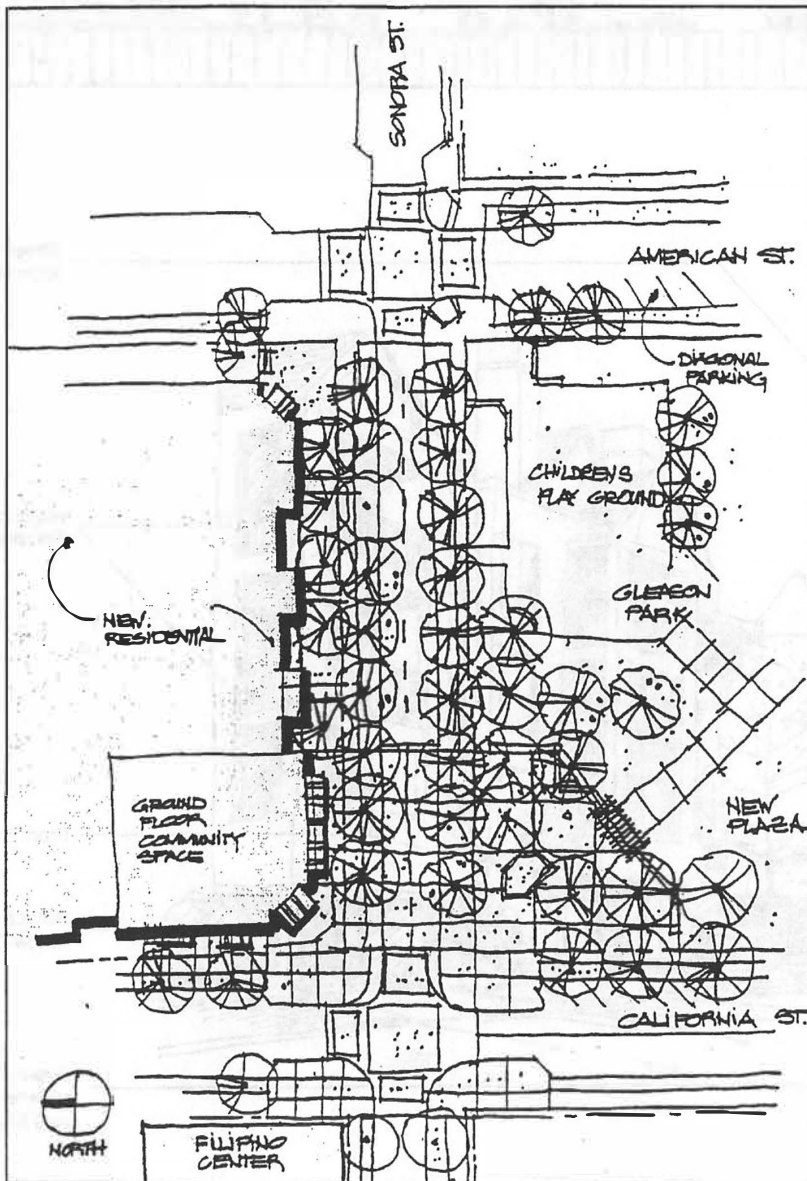 SONORA ST.
AMERICAN ST.
DIAGONAL
PARKING
CHILDRENS
PLAY GROUND
GLEASON
PARK
NEW
RESIDENTIAL
GROUND
FLOOR
COMMUNITY
SPACE
NEW
PLAZA
CALIFORNIA ST.
NORTH
FILIPINO
CENTER